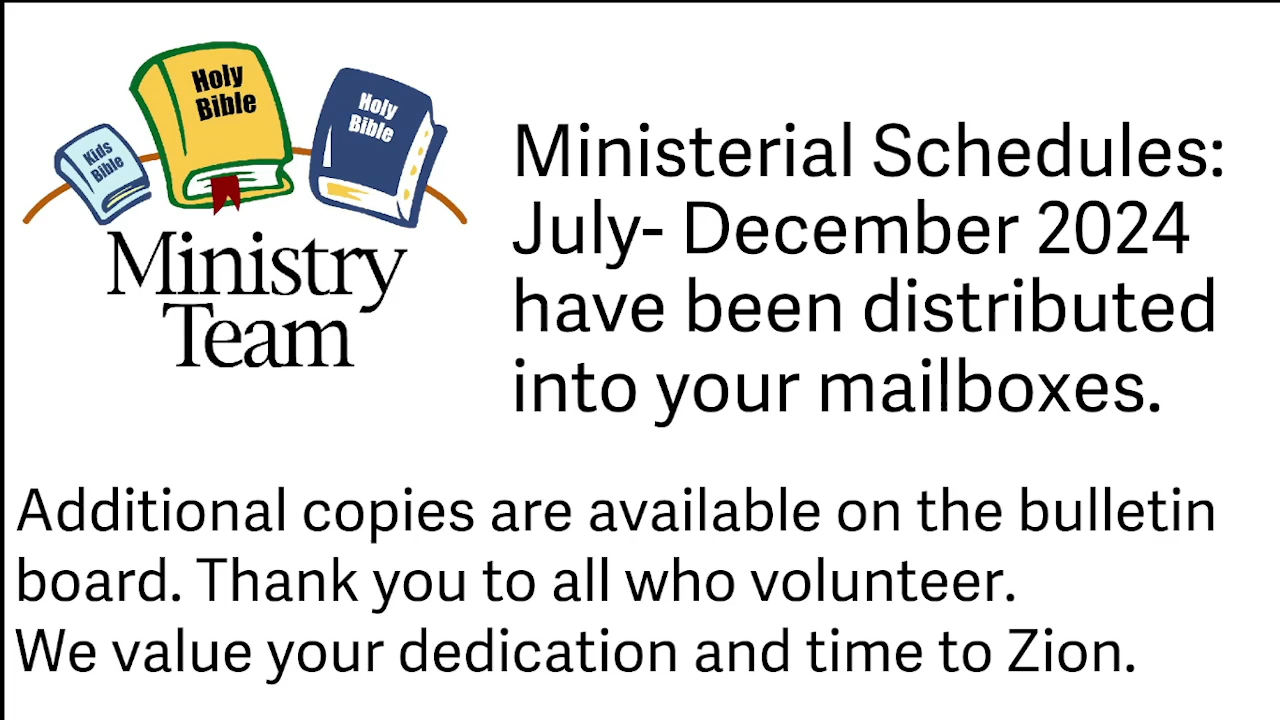 Holy
Bible
Holy
Bible
Kids
Bible
Ministry
Team
Ministerial Schedules:
July- December 2024
have been distributed
into your mailboxes.
Additional copies are available on the bulletin
board. Thank you to all who volunteer.
We value your dedication and time to Zion.